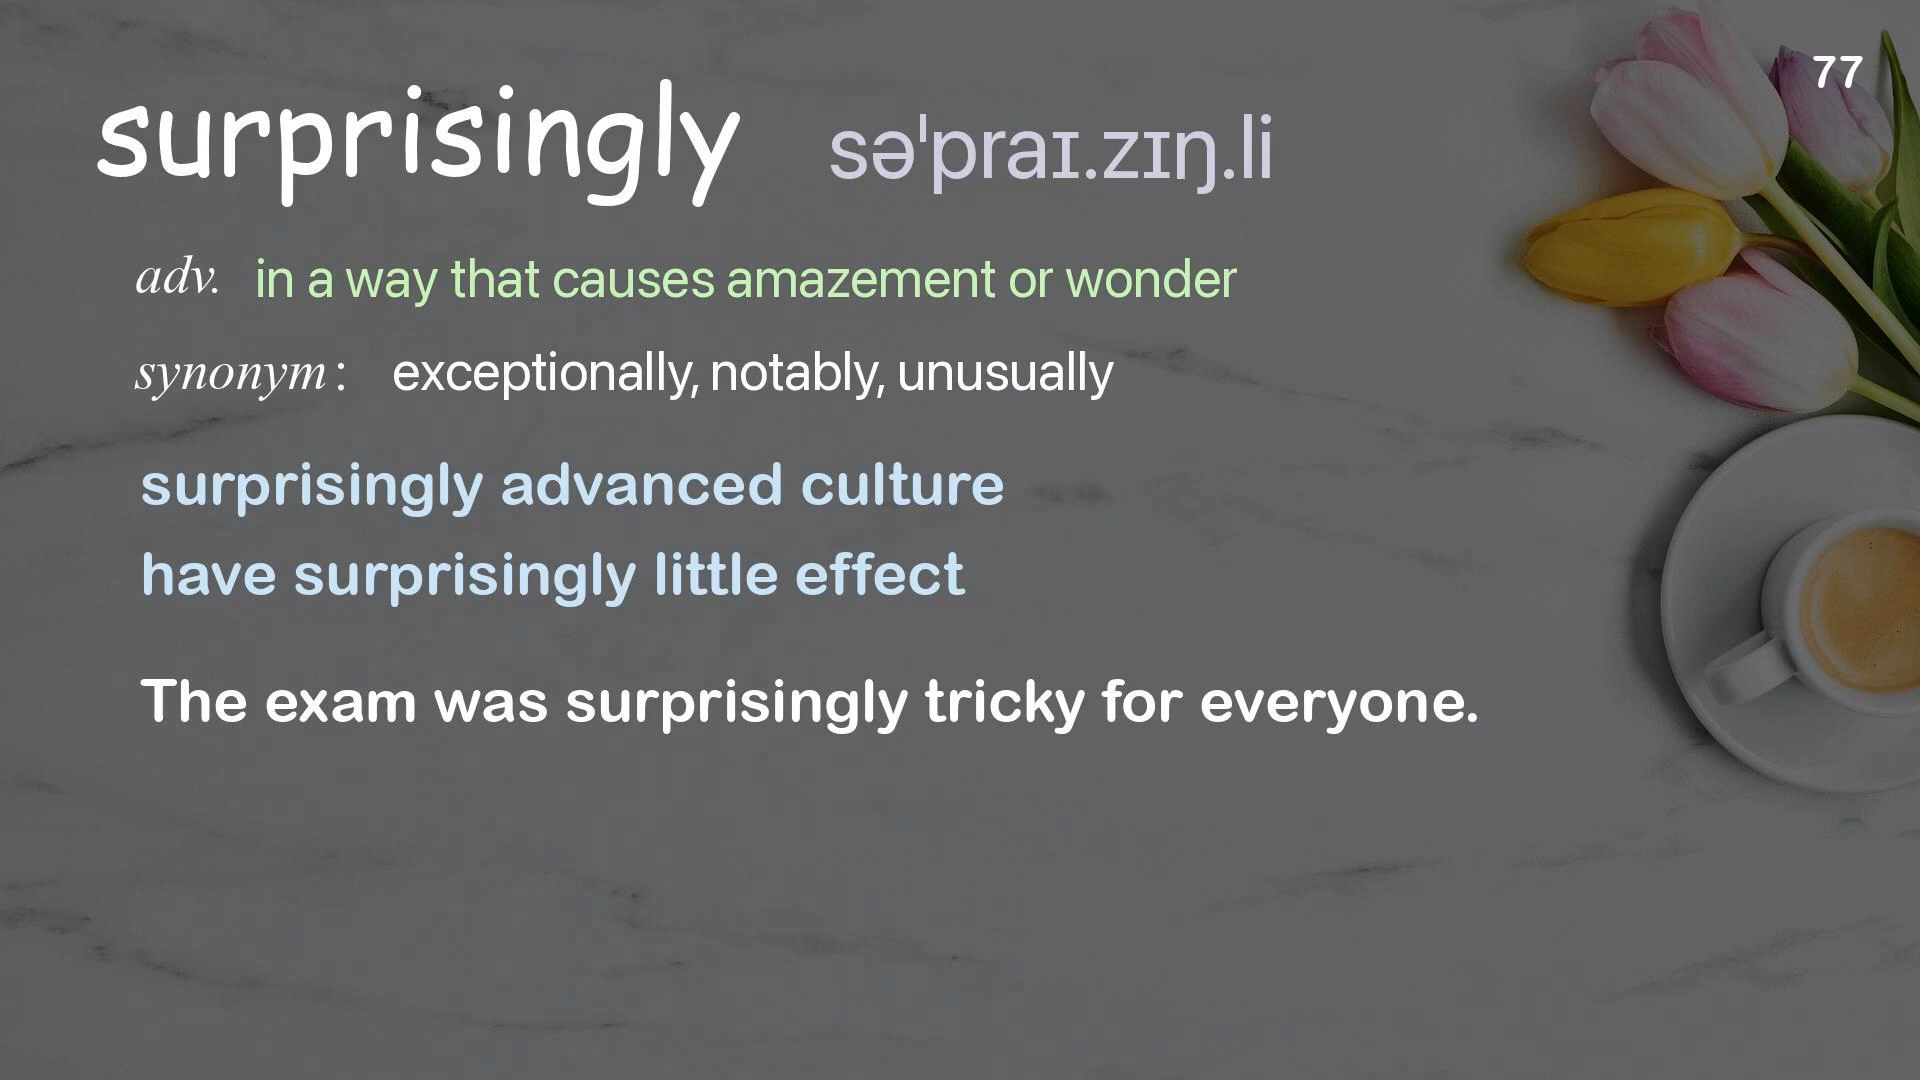 77
surprisingly səˈpraɪ.zɪŋ.li
adv. in a way that causes amazement or wonder
synonym : exceptionally, notably, unusually
surprisingly advanced culture
have surprisingly little effect
The exam was surprisingly tricky for everyone.